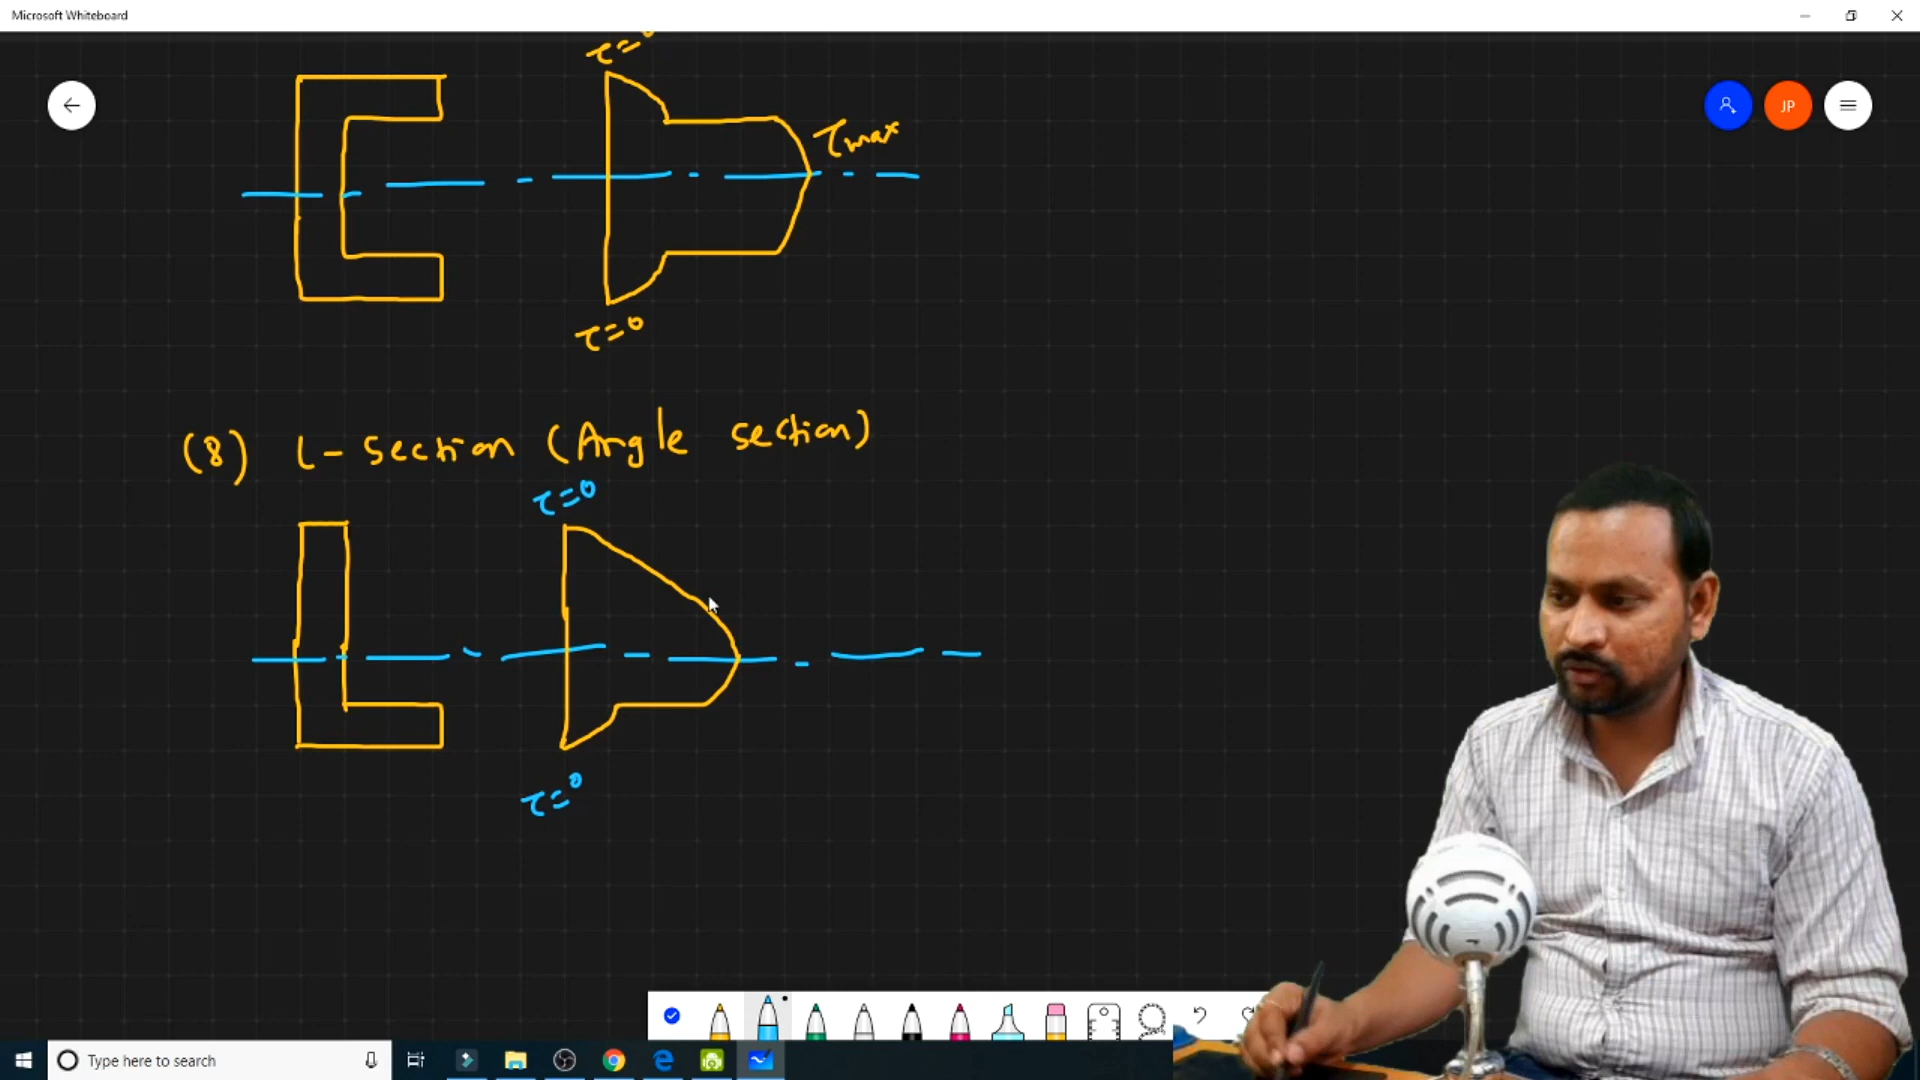 Microsoft Whiteboard
τ=0
JP
τmax
τ=0
(8) L-Section (Angle section)
τ=0
τ=0
Type here to search